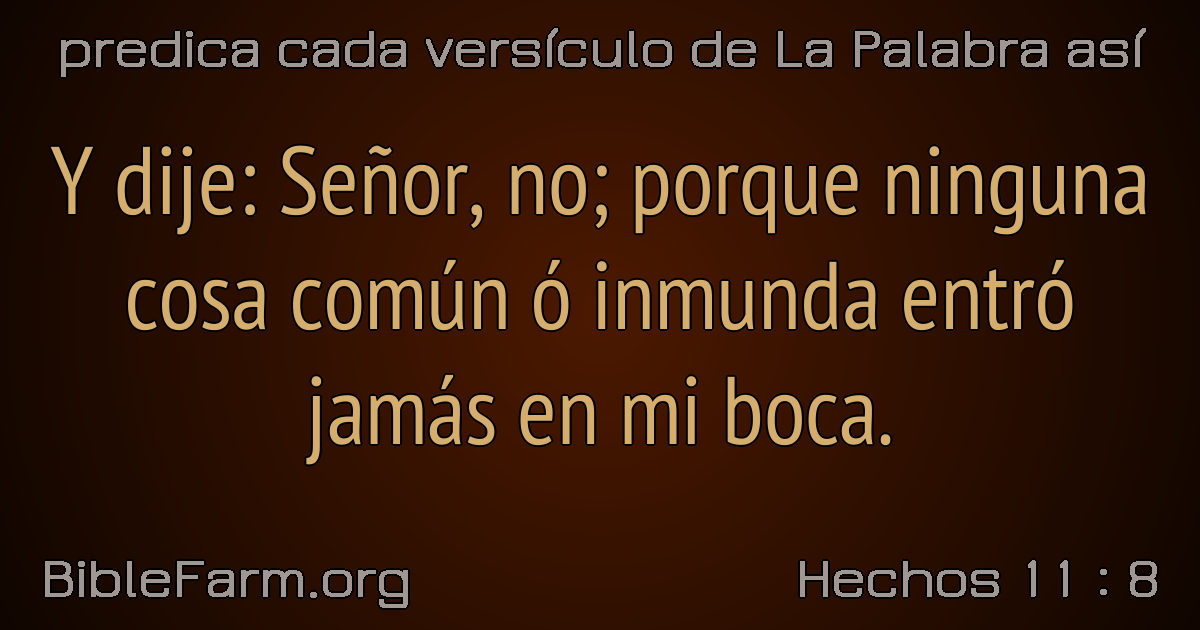 predica cada versículo de La Palabra así
Y dije: Señor, no; porque ninguna
cosa común ó inmunda entró
jamás en mi boca.
BibleFarm.org
Hechos 11 : 8